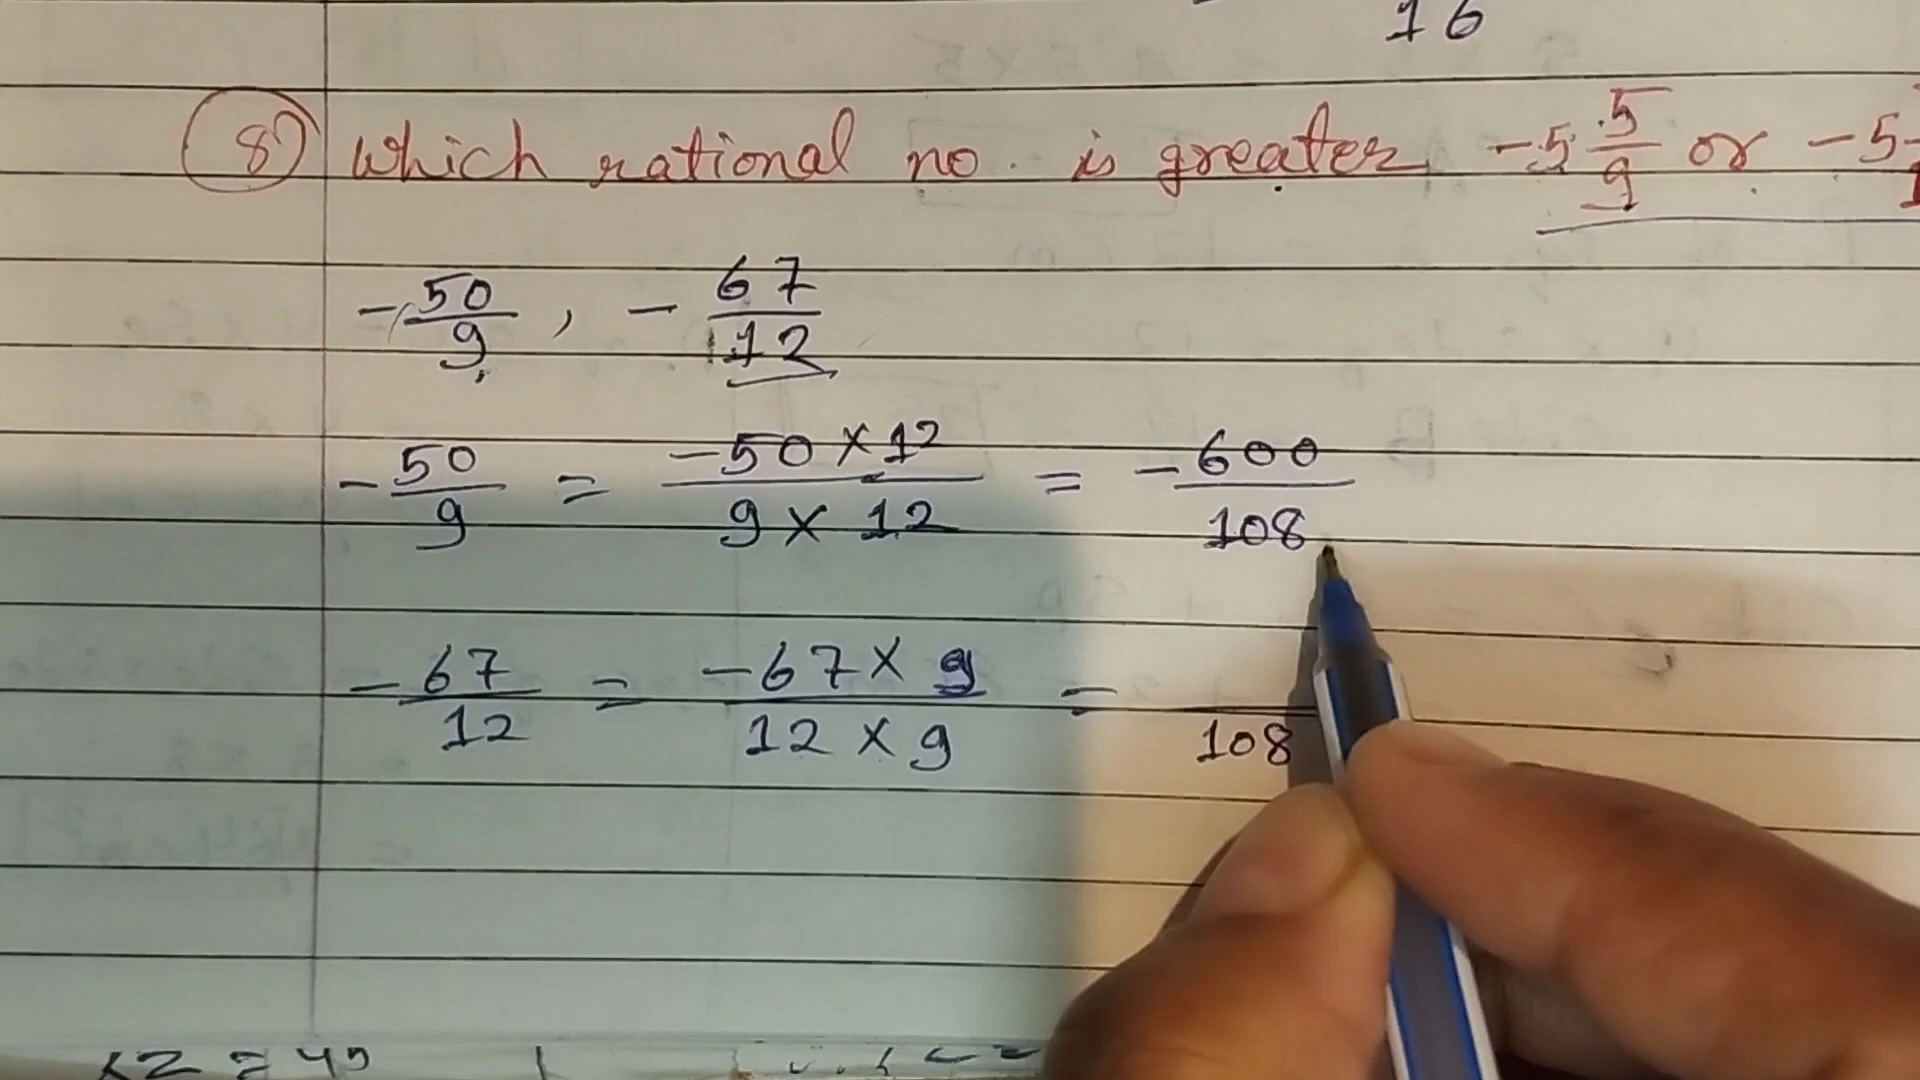 16
8) which rational no. is greater -5 5/9 or -5
-50/9 , -67/12
-50/9 = -50×12/9×12 = -600/108
-67/12 = -67×9/12×9 = /108